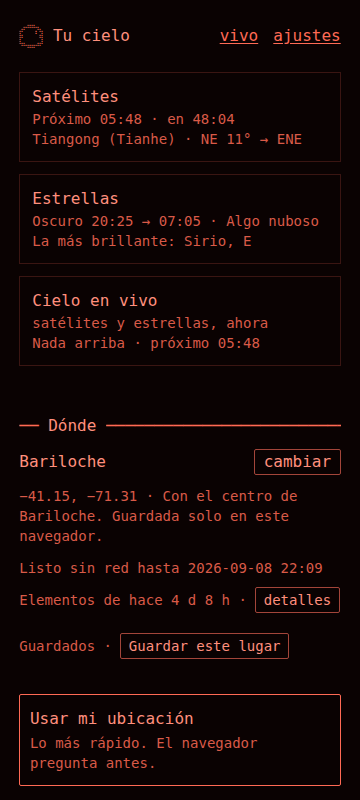 Tu cielo
vivo ajustes
Satélites
Próximo 05:48 · en 48:04
Tiangong (Tianhe) · NE 11° → ENE
Estrellas
Oscuro 20:25 → 07:05 · Algo nuboso
La más brillante: Sirio, E
Cielo en vivo
satélites y estrellas, ahora
Nada arriba · próximo 05:48
Dónde
Bariloche cambiar
−41.15, −71.31 · Con el centro de
Bariloche. Guardada solo en este
navegador.
Listo sin red hasta 2026-09-08 22:09
Elementos de hace 4 d 8 h · detalles
Guardados · Guardar este lugar
Usar mi ubicación
Lo más rápido. El navegador
pregunta antes.